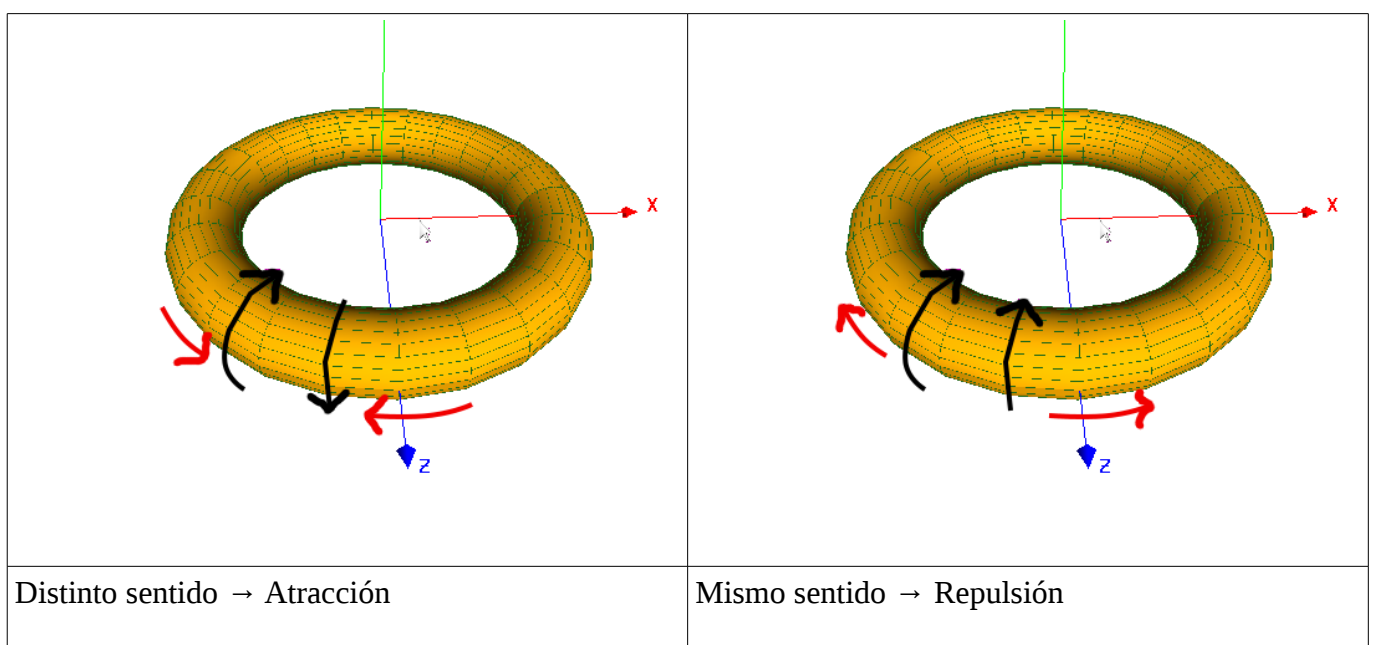 X
Z
X
Z
Distinto sentido → Atracción
Mismo sentido → Repulsión